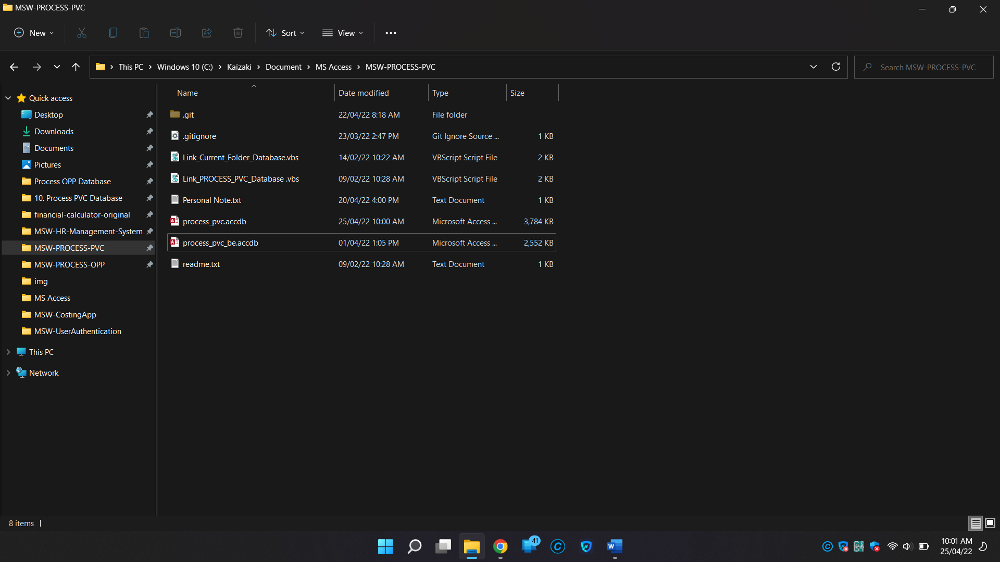 MSW-PROCESS-PVC
New Sort View
This PC Windows 10 (C:) Kaizaki Document MS Access MSW-PROCESS-PVC Search MSW-PROCESS-PVC
Name Date modified Type Size
Quick access
Desktop
Downloads
Documents
Pictures
Process OPP Database
10. Process PVC Database
financial-calculator-original
MSW-HR-Management-System
MSW-PROCESS-PVC
MSW-PROCESS-OPP
img
MS Access
MSW-CostingApp
MSW-UserAuthentication
This PC
Network
.git 22/04/22 8:18 AM File folder
.gitignore 23/03/22 2:47 PM Git Ignore Source ... 1 KB
Link_Current_Folder_Database.vbs 14/02/22 10:22 AM VBScript Script File 2 KB
Link_PROCESS_PVC_Database .vbs 09/02/22 10:28 AM VBScript Script File 2 KB
Personal Note.txt 20/04/22 4:00 PM Text Document 1 KB
process_pvc.accdb 25/04/22 10:00 AM Microsoft Access ... 3,784 KB
process_pvc_be.accdb 01/04/22 1:05 PM Microsoft Access ... 2,552 KB
readme.txt 09/02/22 10:28 AM Text Document 1 KB
8 items
41
10:01 AM
25/04/22